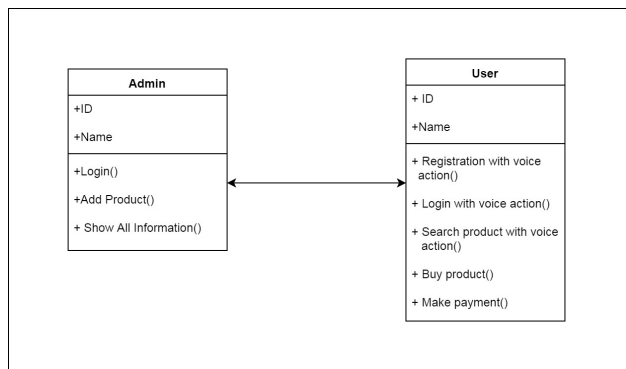 Admin
+ID
+Name
+Login()
+Add Product()
+ Show All Information()
User
+ ID
+Name
+ Registration with voice
action()
+ Login with voice action()
+ Search product with voice
action()
+ Buy product()
+ Make payment()